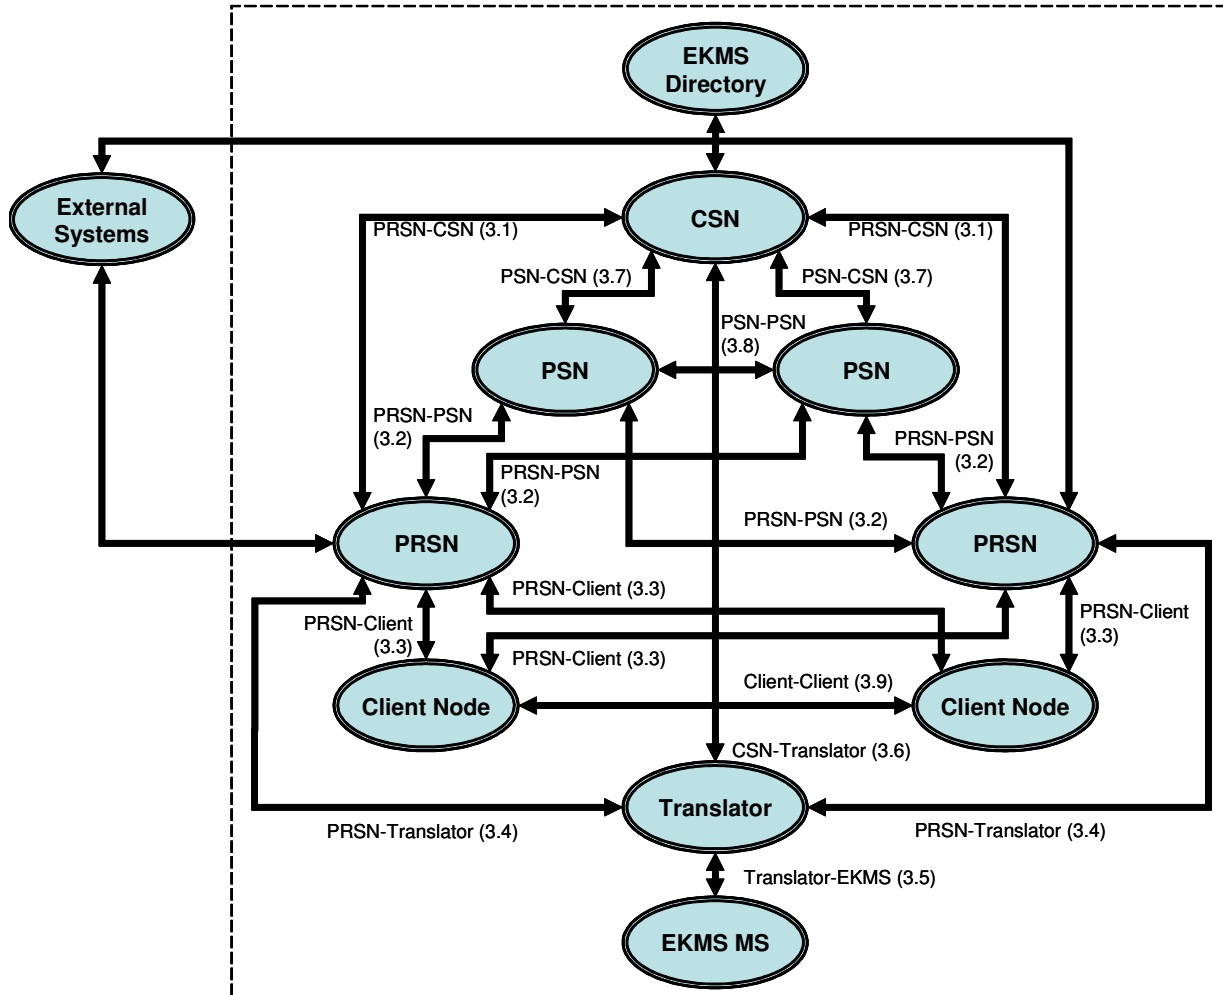 EKMS
Directory
External
Systems
CSN
PRSN-CSN (3.1)
PRSN-CSN (3.1)
PSN-CSN (3.7)
PSN-CSN (3.7)
PSN-PSN
(3.8)
PSN
PSN
PRSN-PSN
(3.2)
PRSN-PSN
(3.2)
PRSN-PSN
(3.2)
PRSN-PSN (3.2)
PRSN
PRSN
PRSN-Client (3.3)
PRSN-Client
(3.3)
PRSN-Client
(3.3)
PRSN-Client (3.3)
Client-Client (3.9)
Client Node
Client Node
CSN-Translator (3.6)
Translator
PRSN-Translator (3.4)
PRSN-Translator (3.4)
Translator-EKMS (3.5)
EKMS MS